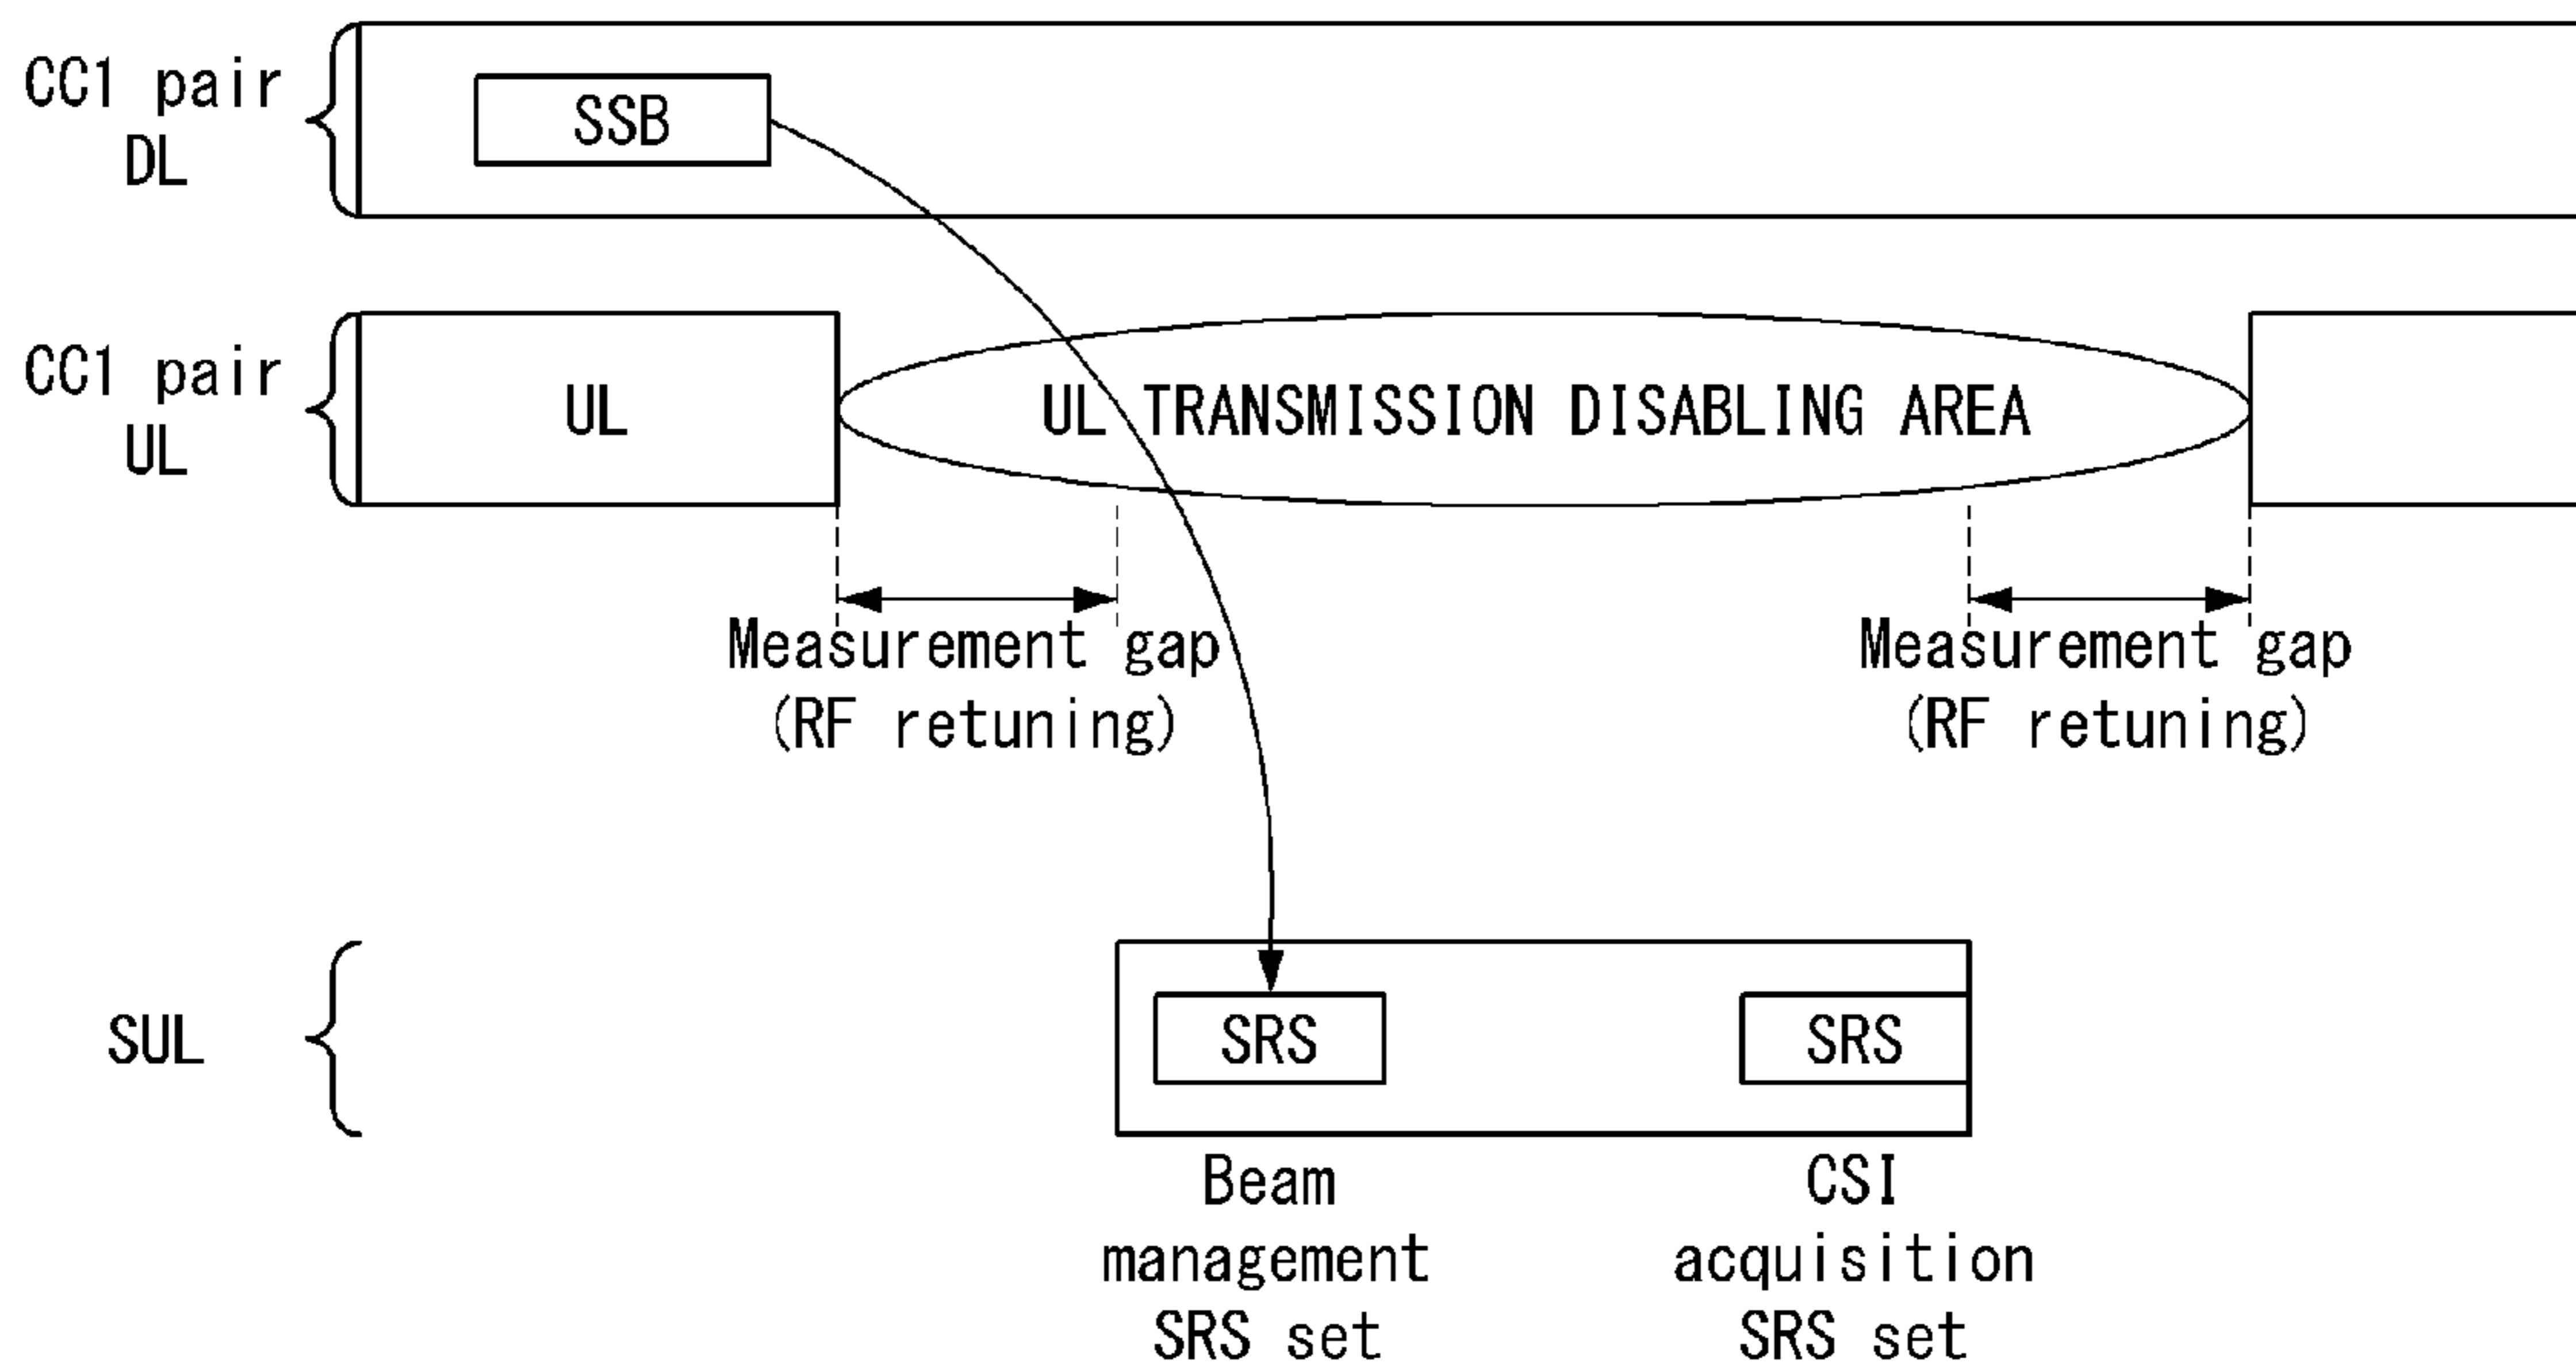 CC1 pair
DL
SSB
CC1 pair
UL
UL
UL TRANSMISSION DISABLING AREA
Measurement gap
(RF retuning)
Measurement gap
(RF retuning)
SUL
SRS
SRS
Beam
management
SRS set
CSI
acquisition
SRS set